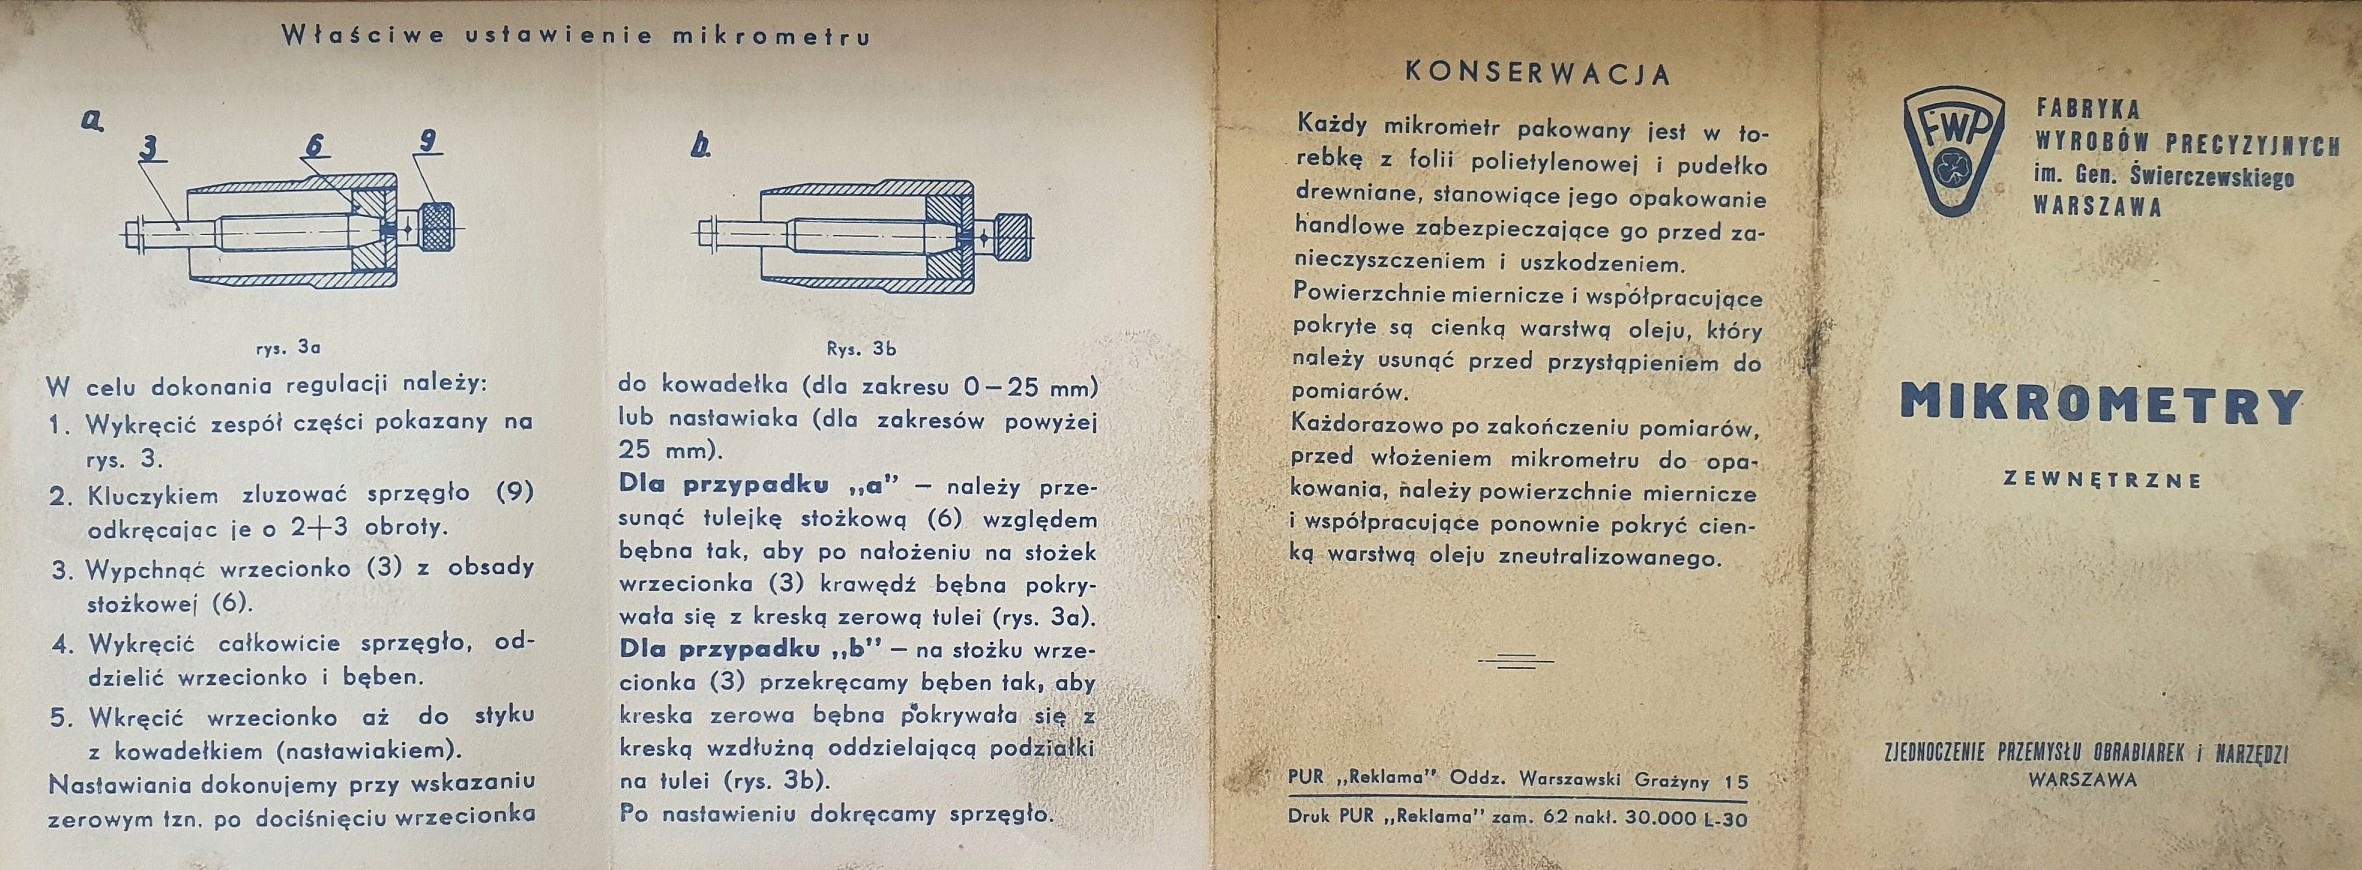 Właściwe ustawienie mikrometru
a.
3
6
9
rys. 3a
W celu dokonania regulacji należy:
1. Wykręcić zespół części pokazany na
rys. 3.
2. Kluczykiem zluzować sprzęgło (9)
odkręcając je o 2+3 obroty.
3. Wypchnąć wrzecionko (3) z obsady
stożkowej (6).
4. Wykręcić całkowicie sprzęgło, od-
dzielić wrzecionko i bęben.
5. Wkręcić wrzecionko aż do styku
z kowadełkiem (nastawiakiem).
Nastawiania dokonujemy przy wskazaniu
zerowym tzn. po dociśnięciu wrzecionka
b.
Rys. 3b
do kowadełka (dla zakresu 0—25 mm)
lub nastawiaka (dla zakresów powyżej
25 mm).
Dla przypadku „a” — należy prze-
sunąć tulejkę stożkową (6) względem
bębna tak, aby po nałożeniu na stożek
wrzecionka (3) krawędź bębna pokry-
wała się z kreską zerową tulei (rys. 3a).
Dla przypadku „b” — na stożku wrze-
cionka (3) przekręcamy bęben tak, aby
kreska zerowa bębna pokrywała się z
kreską wzdłużną oddzielającą podziałki
na tulei (rys. 3b).
Po nastawieniu dokręcamy sprzęgło.
KONSERWACJA
Każdy mikrometr pakowany jest w to-
rebkę z folii polietylenowej i pudełko
drewniane, stanowiące jego opakowanie
handlowe zabezpieczające go przed za-
nieczyszczeniem i uszkodzeniem.
Powierzchnie miernicze i współpracujące
pokryte są cienką warstwą oleju, który
należy usunąć przed przystąpieniem do
pomiarów.
Każdorazowo po zakończeniu pomiarów,
przed włożeniem mikrometru do opa-
kowania, należy powierzchnie miernicze
i współpracujące ponownie pokryć cien-
ką warstwą oleju zneutralizowanego.
PUR „Reklama” Oddz. Warszawski Grażyny 15
Druk PUR „Reklama” zam. 62 nakł. 30.000 L-30
FWP
FABRYKA
WYROBÓW PRECYZYJNYCH
im. Gen. Świerczewskiego
WARSZAWA
MIKROMETRY
ZEWNĘTRZNE
ZJEDNOCZENIE PRZEMYSŁU OBRABIAREK i NARZĘDZI
WARSZAWA